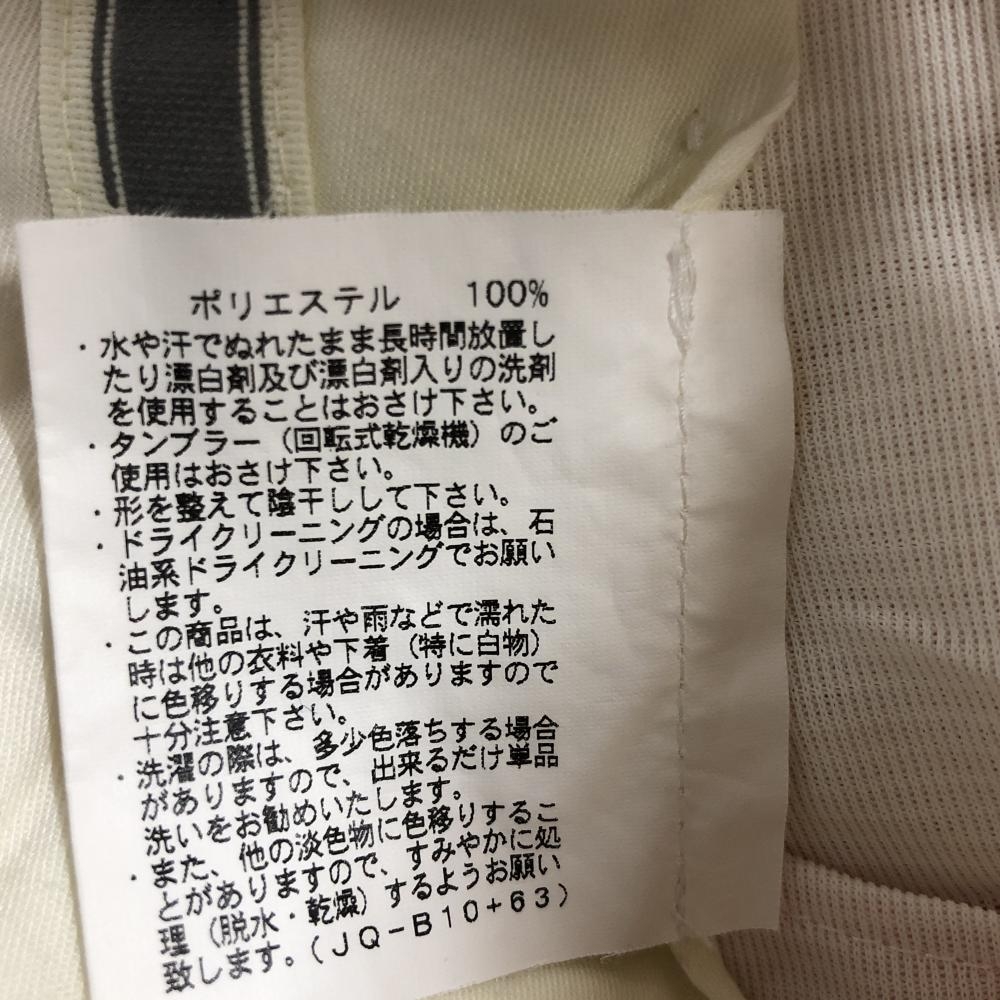 ポリエステル 100%
・水や汗でぬれたまま長時間放置し
たり漂白剤及び漂白剤入りの洗剤
を使用することはおさけ下さい。
・タンブラー（回転式乾燥機）のご
使用はおさけ下さい。
・形を整えて陰干しして下さい。
・ドライクリーニングの場合は、石
油系ドライクリーニングでお願い
します。
・この商品は、汗や雨などで濡れた
時は他の衣料や下着（特に白物）
に色移りする場合がありますので
十分注意下さい。
・洗濯の際は、多少色落ちする場合
がありますので、出来るだけ単品
洗いをお勧めいたします。
・また、他の淡色物に色移りするこ
とがありますので、すみやかに処
理（脱水・乾燥）するようお願い
致します。(JQ-B10+63)